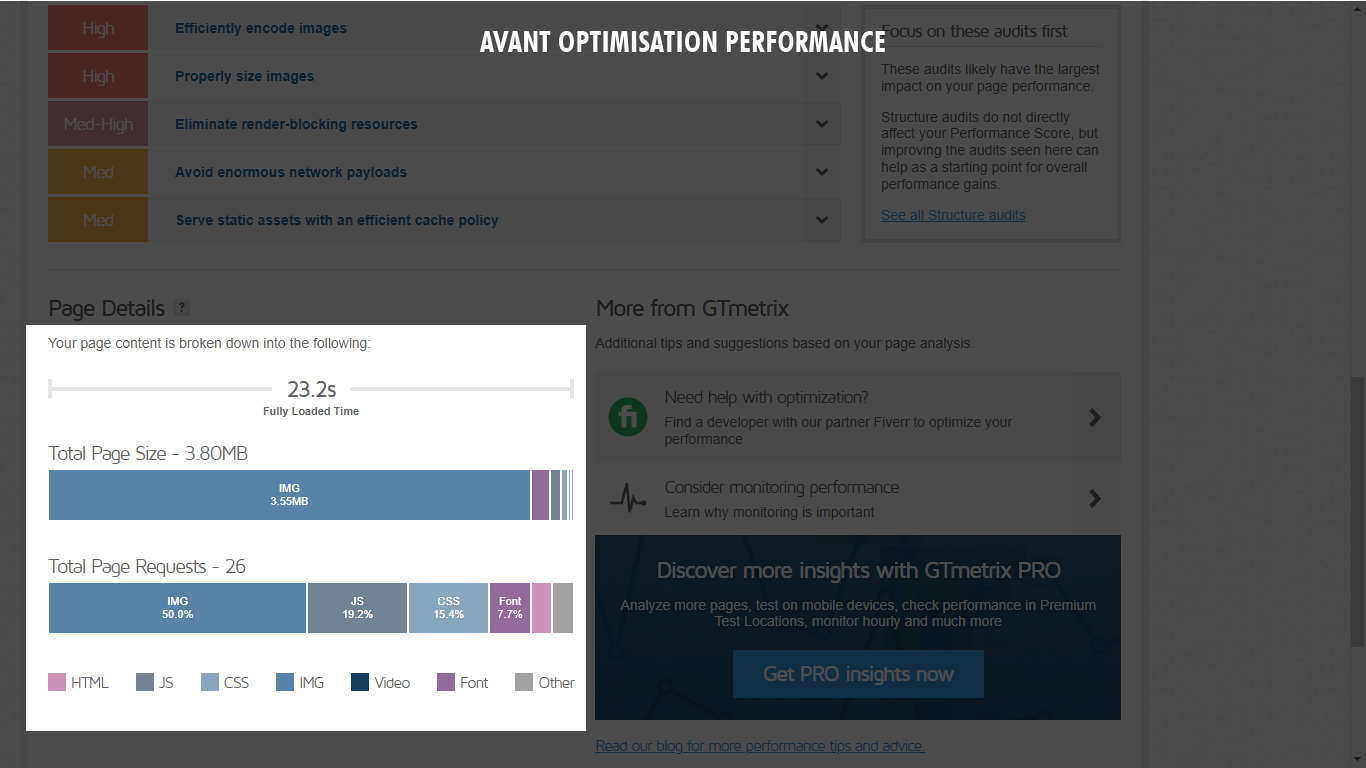 AVANT OPTIMISATION PERFORMANCE
High
Efficiently encode images
High
Properly size images
Med-High
Eliminate render-blocking resources
Med
Avoid enormous network payloads
Med
Serve static assets with an efficient cache policy
Focus on these audits first
These audits likely have the largest
impact on your page performance.
Structure audits do not directly
affect your Performance Score, but
improving the audits seen here can
help as a starting point for overall
performance gains.
See all Structure audits
Page Details ?
Your page content is broken down into the following:
23.2s
Fully Loaded Time
Total Page Size - 3.80MB
IMG
3.55MB
Total Page Requests - 26
IMG
50.0%
JS
19.2%
CSS
15.4%
Font
7.7%
HTML
JS
CSS
IMG
Video
Font
Other
More from GTmetrix
Additional tips and suggestions based on your page analysis.
fi
Need help with optimization?
Find a developer with our partner Fiverr to optimize your
performance
Consider monitoring performance
Learn why monitoring is important
Discover more insights with GTmetrix PRO
Analyze more pages, test on mobile devices, check performance in Premium
Test Locations, monitor hourly and much more
Get PRO insights now
Read our blog for more performance tips and advice.